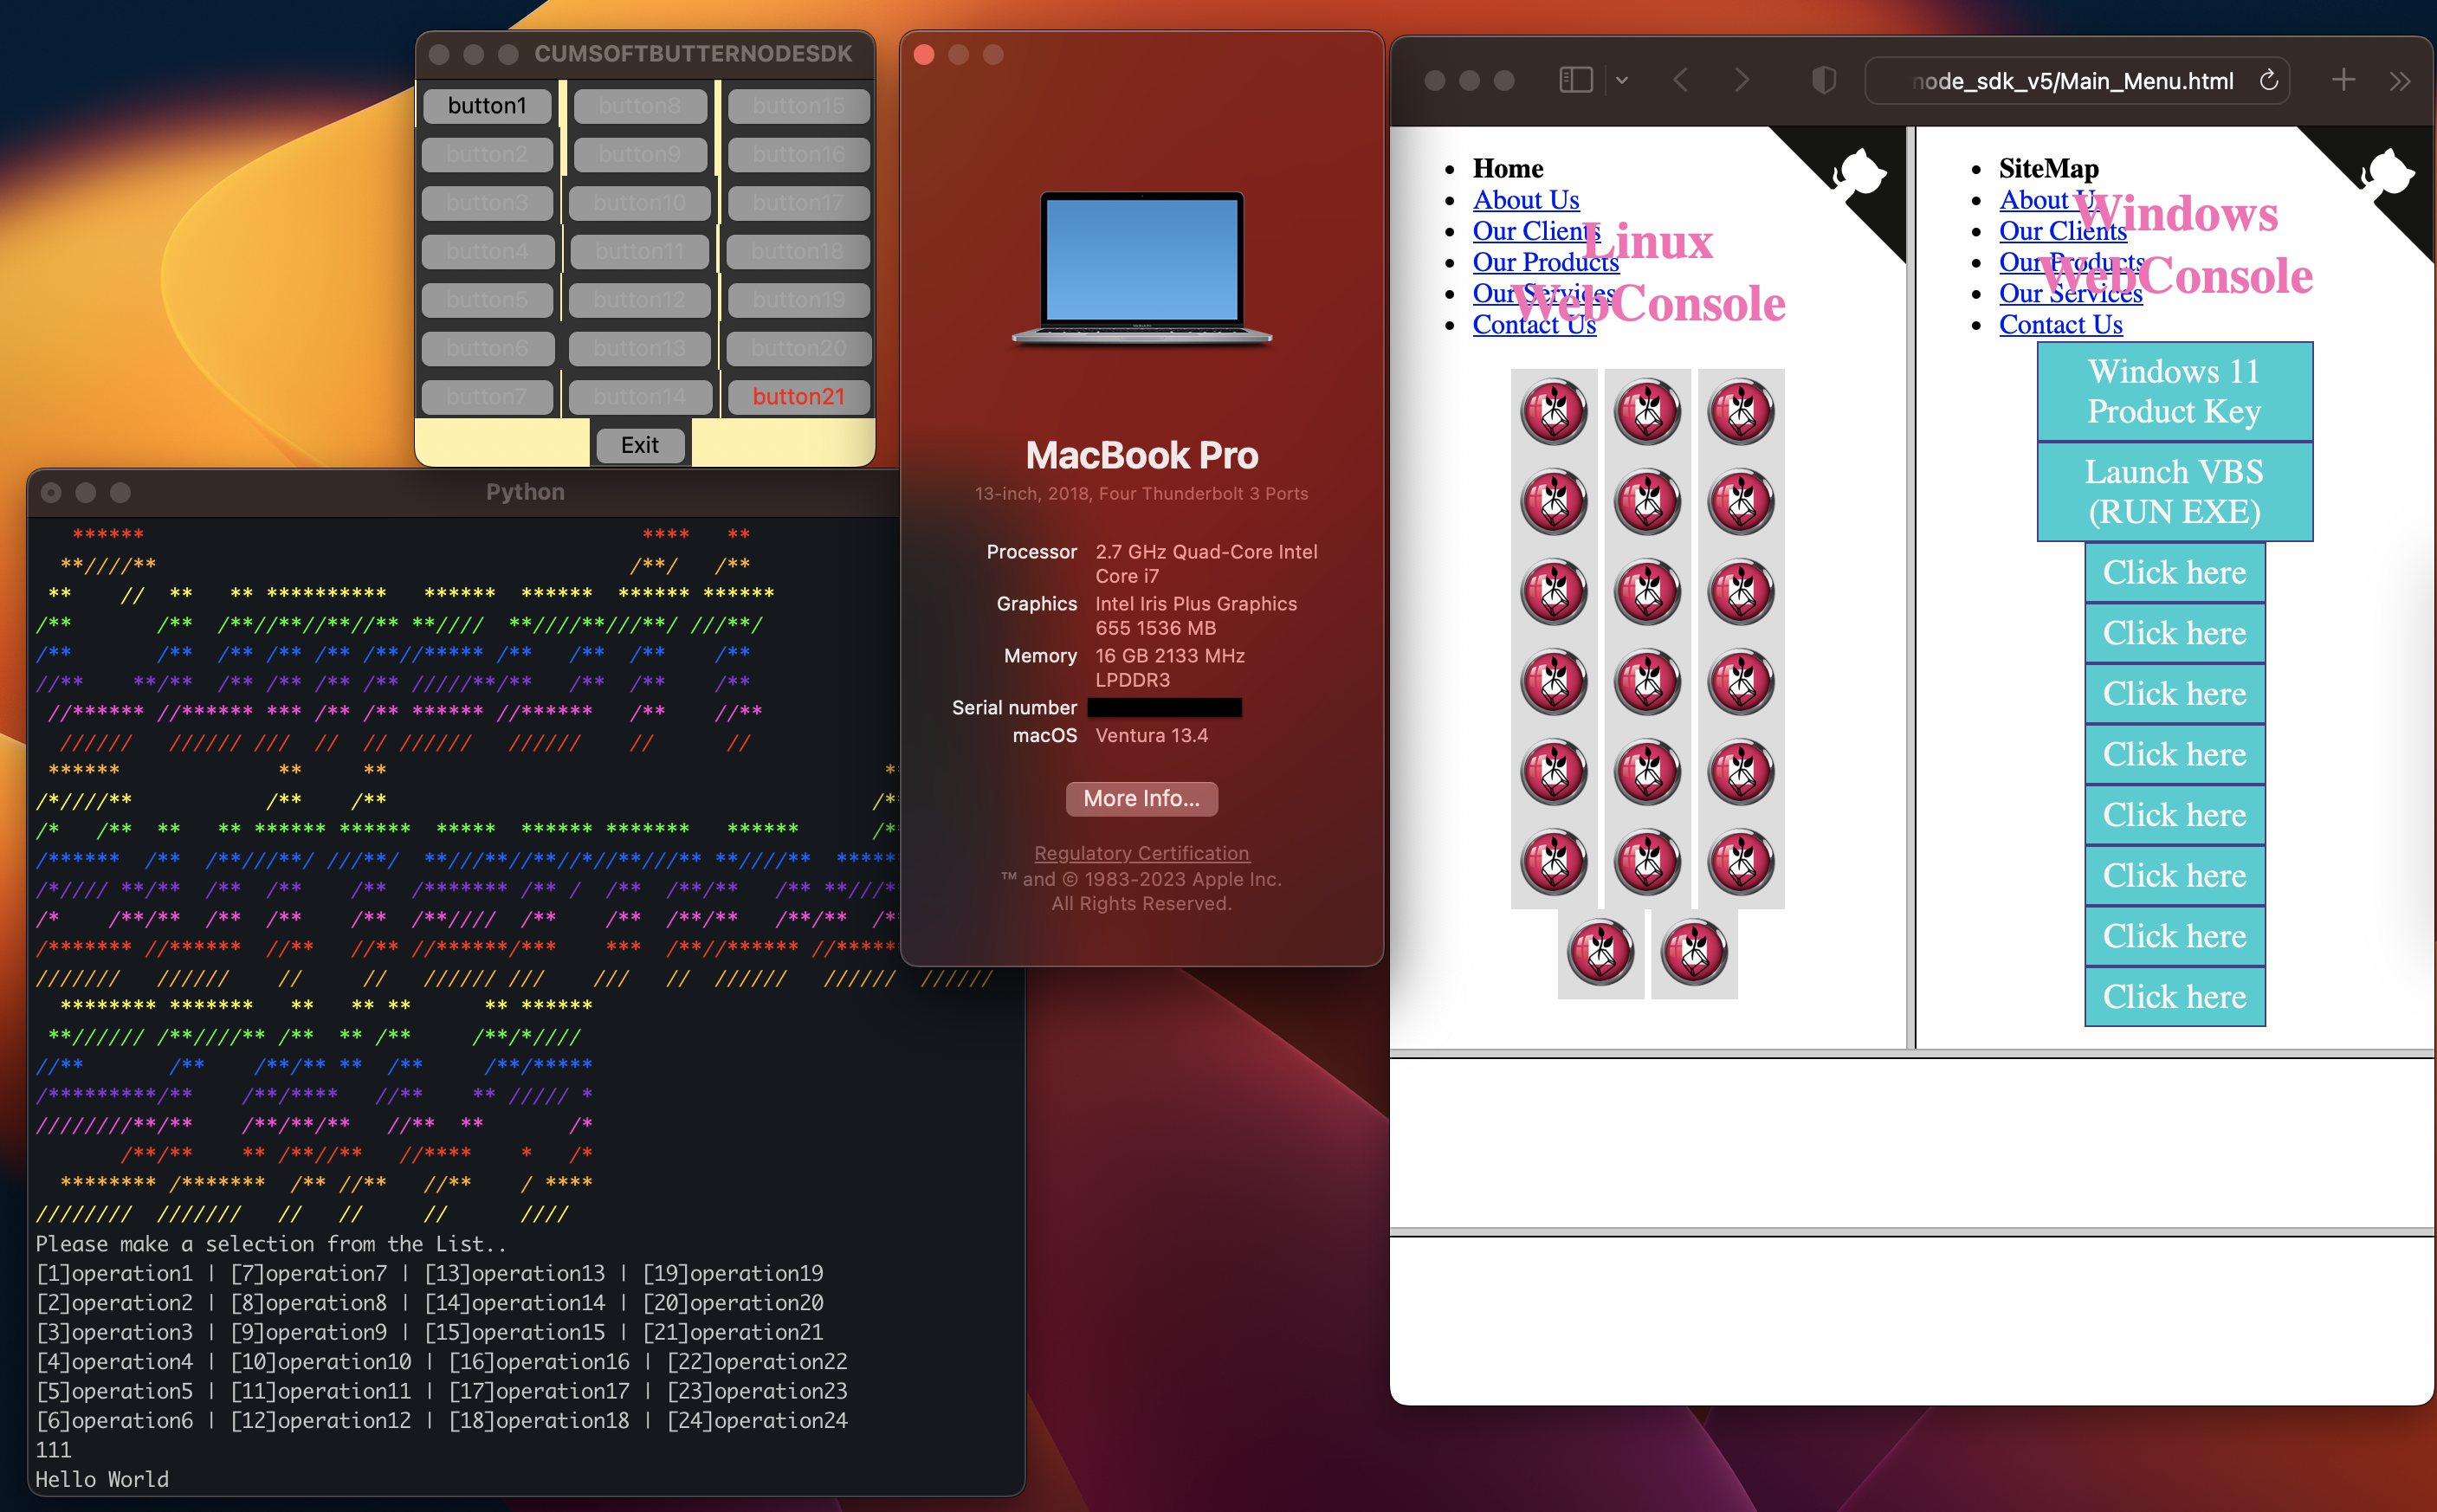 CUMSOFTBUTTERNODESDK
button1 button8 button15
button2 button9 button16
button3 button10 button17
button4 button11 button18
button5 button12 button19
button6 button13 button20
button7 button14 button21
Exit
Python
Please make a selection from the List..
[1]operation1 | [7]operation7 | [13]operation13 | [19]operation19
[2]operation2 | [8]operation8 | [14]operation14 | [20]operation20
[3]operation3 | [9]operation9 | [15]operation15 | [21]operation21
[4]operation4 | [10]operation10 | [16]operation16 | [22]operation22
[5]operation5 | [11]operation11 | [17]operation17 | [23]operation23
[6]operation6 | [12]operation12 | [18]operation18 | [24]operation24
111
Hello World
MacBook Pro
13-inch, 2018, Four Thunderbolt 3 Ports
Processor 2.7 GHz Quad-Core Intel
Core i7
Graphics Intel Iris Plus Graphics
655 1536 MB
Memory 16 GB 2133 MHz
LPDDR3
Serial number
macOS Ventura 13.4
More Info...
Regulatory Certification
™ and © 1983-2023 Apple Inc.
All Rights Reserved.
node_sdk_v5/Main_Menu.html
Home
About Us
Our Clients
Our Products
Our Services
Contact Us
Linux
WebConsole
SiteMap
About Us
Our Clients
Our Products
Our Services
Contact Us
Windows
WebConsole
Windows 11
Product Key
Launch VBS
(RUN EXE)
Click here
Click here
Click here
Click here
Click here
Click here
Click here
Click here